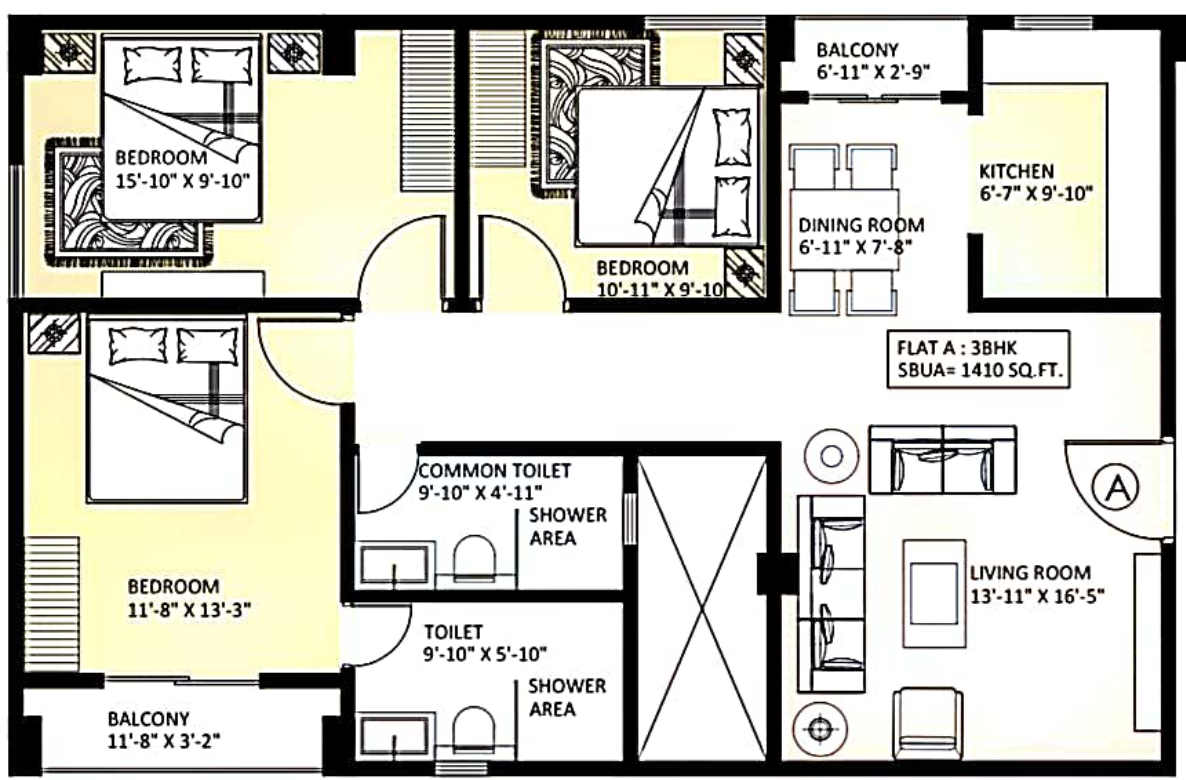 BALCONY
6'-11" X 2'-9"
BEDROOM
15'-10" X 9'-10"
KITCHEN
6'-7" X 9'-10"
DINING ROOM
6'-11" X 7'-8"
BEDROOM
10'-11" X 9'-10
FLAT A : 3BHK
SBUA= 1410 SQ.FT.
COMMON TOILET
9'-10" X 4'-11"
SHOWER
AREA
A
BEDROOM
11'-8" X 13'-3"
LIVING ROOM
13'-11" X 16'-5"
TOILET
9'-10" X 5'-10"
SHOWER
AREA
BALCONY
11'-8" X 3'-2"